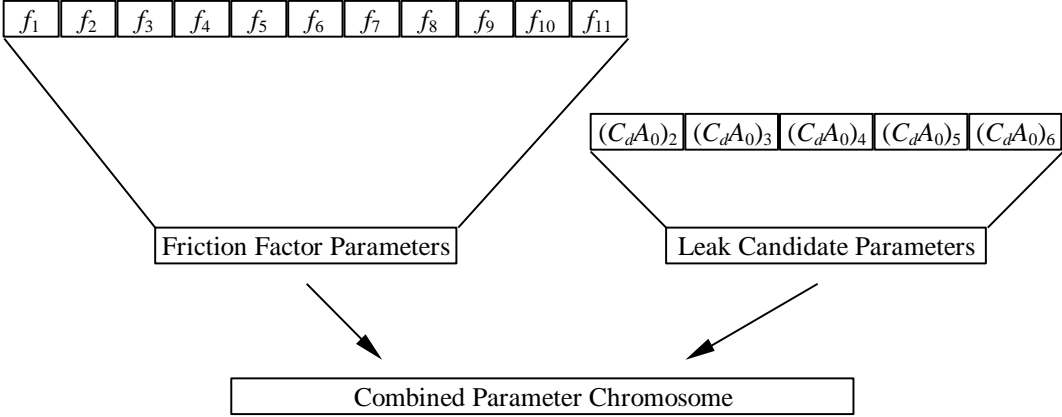 f1 f2 f3 f4 f5 f6 f7 f8 f9 f10 f11
(CdA0)2 (CdA0)3 (CdA0)4 (CdA0)5 (CdA0)6
Friction Factor Parameters
Leak Candidate Parameters
Combined Parameter Chromosome